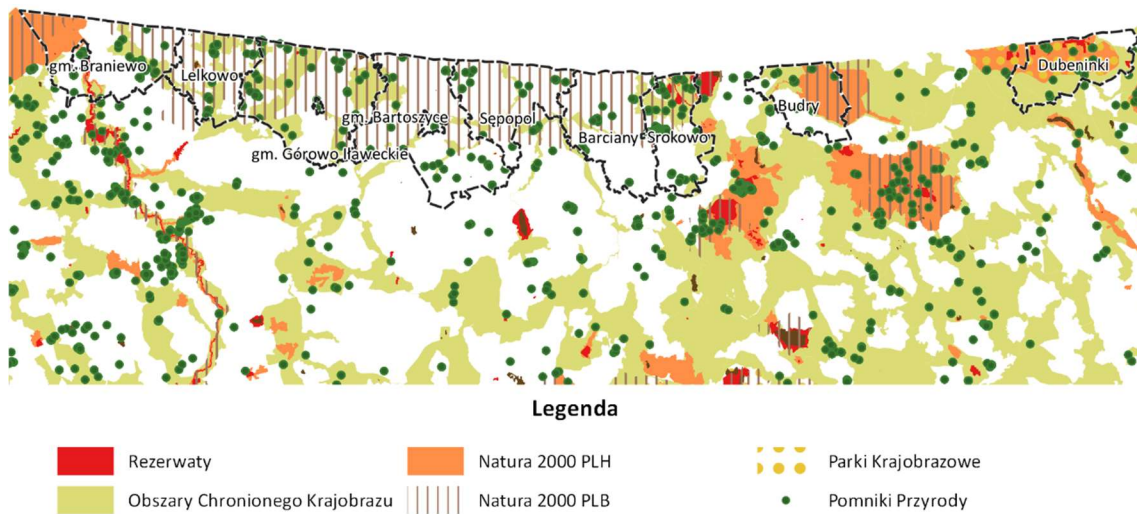 gm. Braniewo
Lelkowo
gm. Górowo Iławeckie
gm. Bartoszyce
Sępopol
Barciany
Srokowo
Budry
Dubeninki
Legenda
Rezerwaty
Natura 2000 PLH
Parki Krajobrazowe
Obszary Chronionego Krajobrazu
Natura 2000 PLB
Pomniki Przyrody